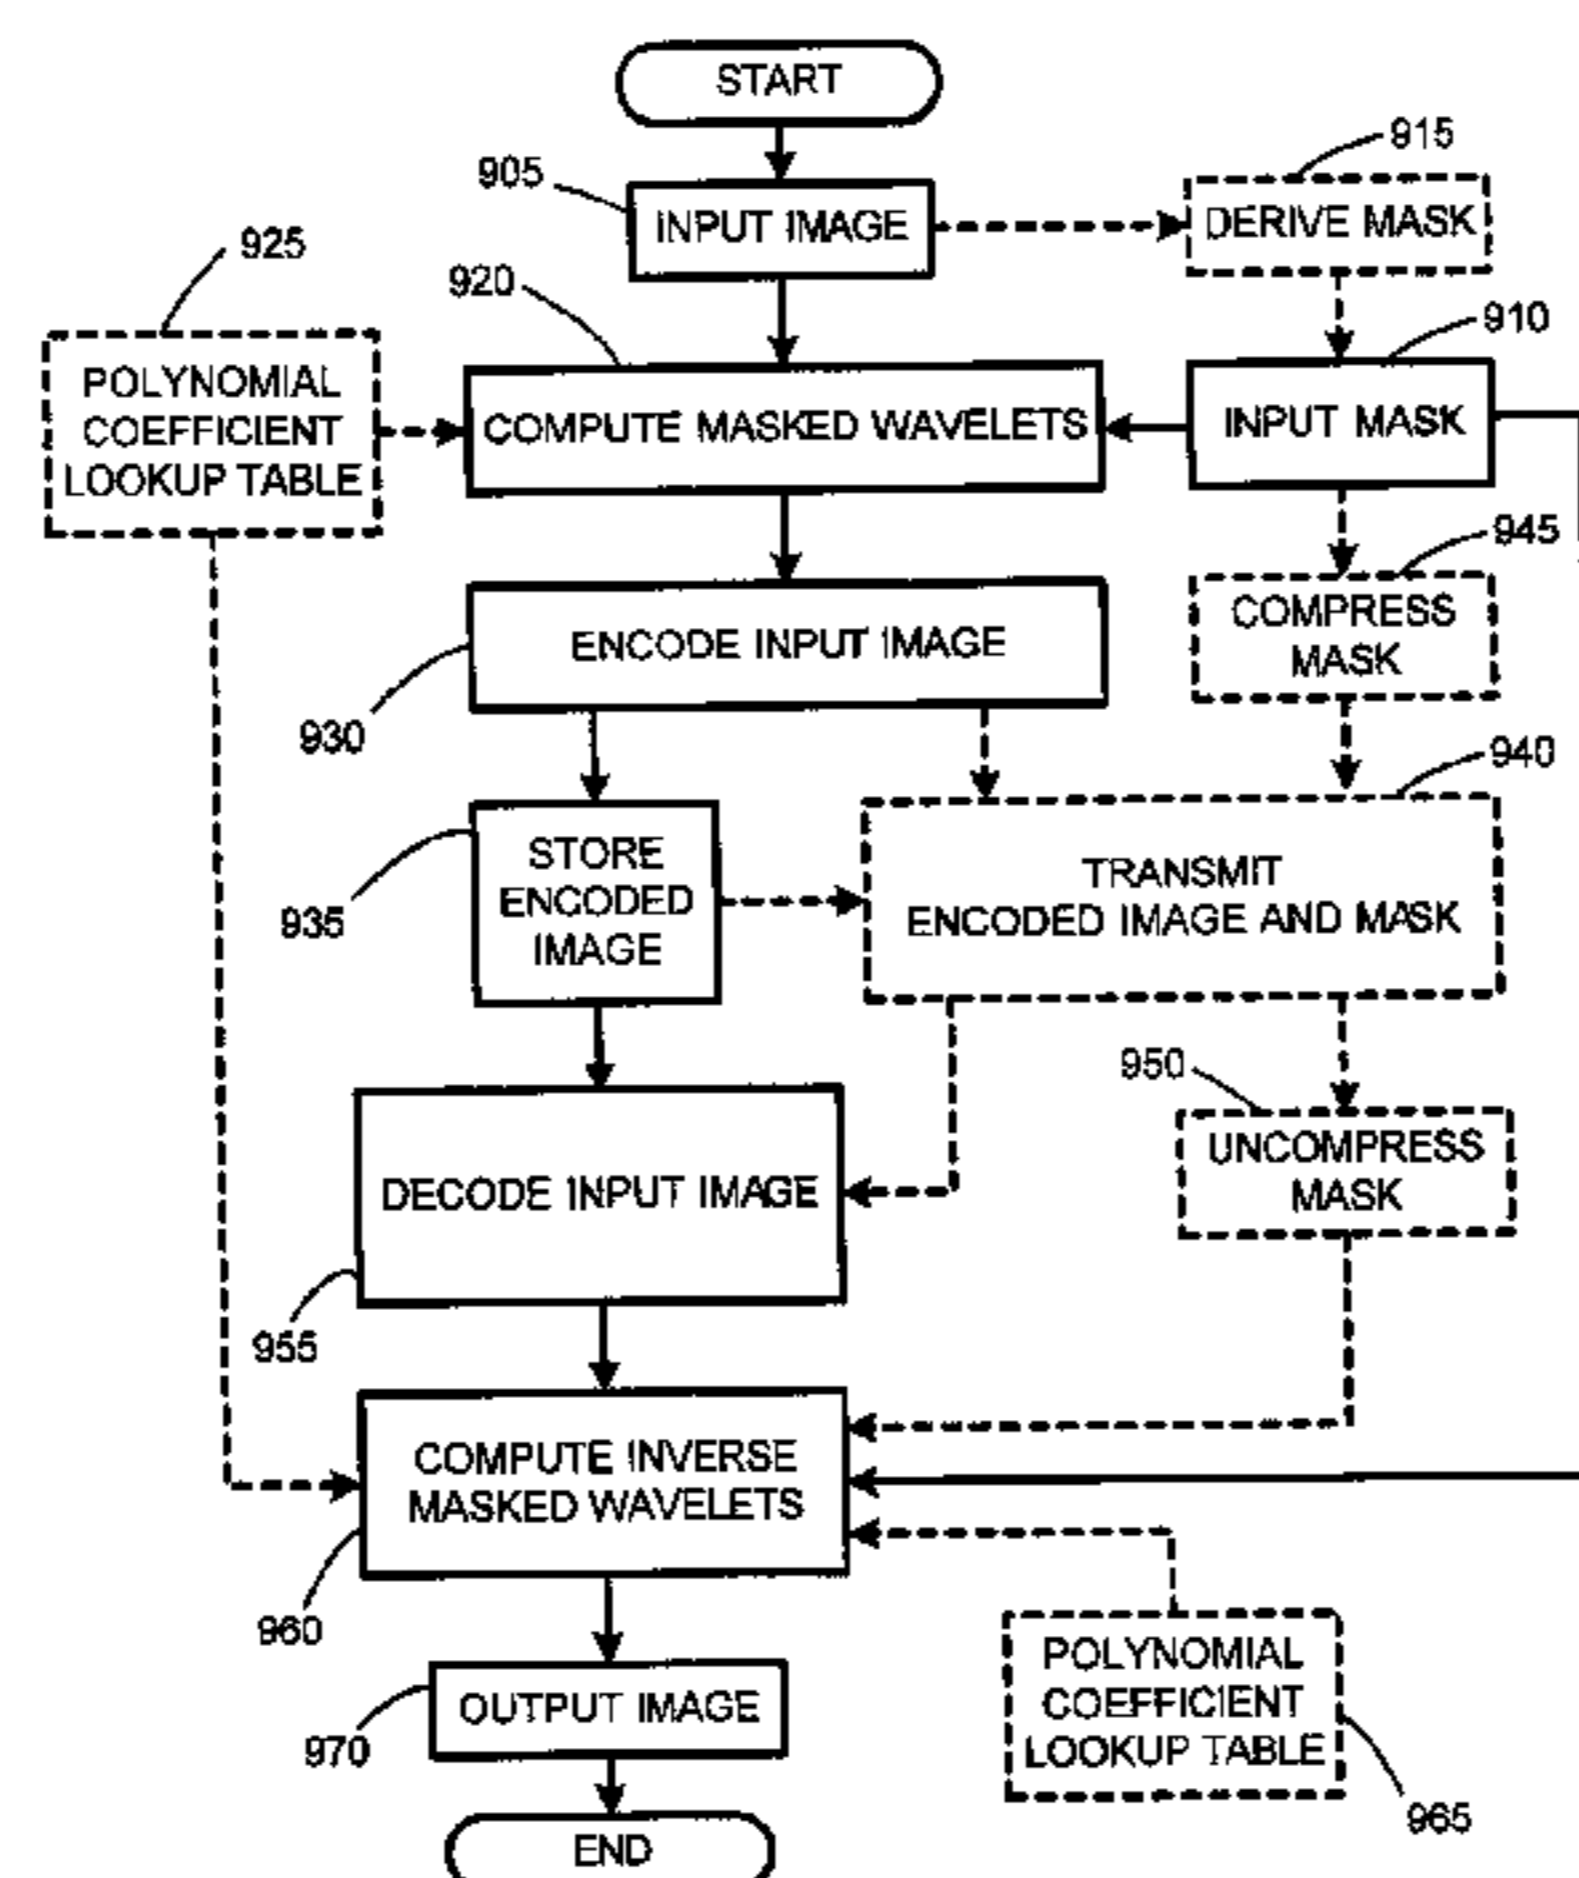 START
915
905
INPUT IMAGE
DERIVE MASK
925
920
910
POLYNOMIAL
COEFFICIENT
LOOKUP TABLE
COMPUTE MASKED WAVELETS
INPUT MASK
945
COMPRESS
MASK
ENCODE INPUT IMAGE
930
940
STORE
ENCODED
IMAGE
935
TRANSMIT
ENCODED IMAGE AND MASK
950
UNCOMPRESS
MASK
DECODE INPUT IMAGE
955
COMPUTE INVERSE
MASKED WAVELETS
960
POLYNOMIAL
COEFFICIENT
LOOKUP TABLE
OUTPUT IMAGE
970
965
END